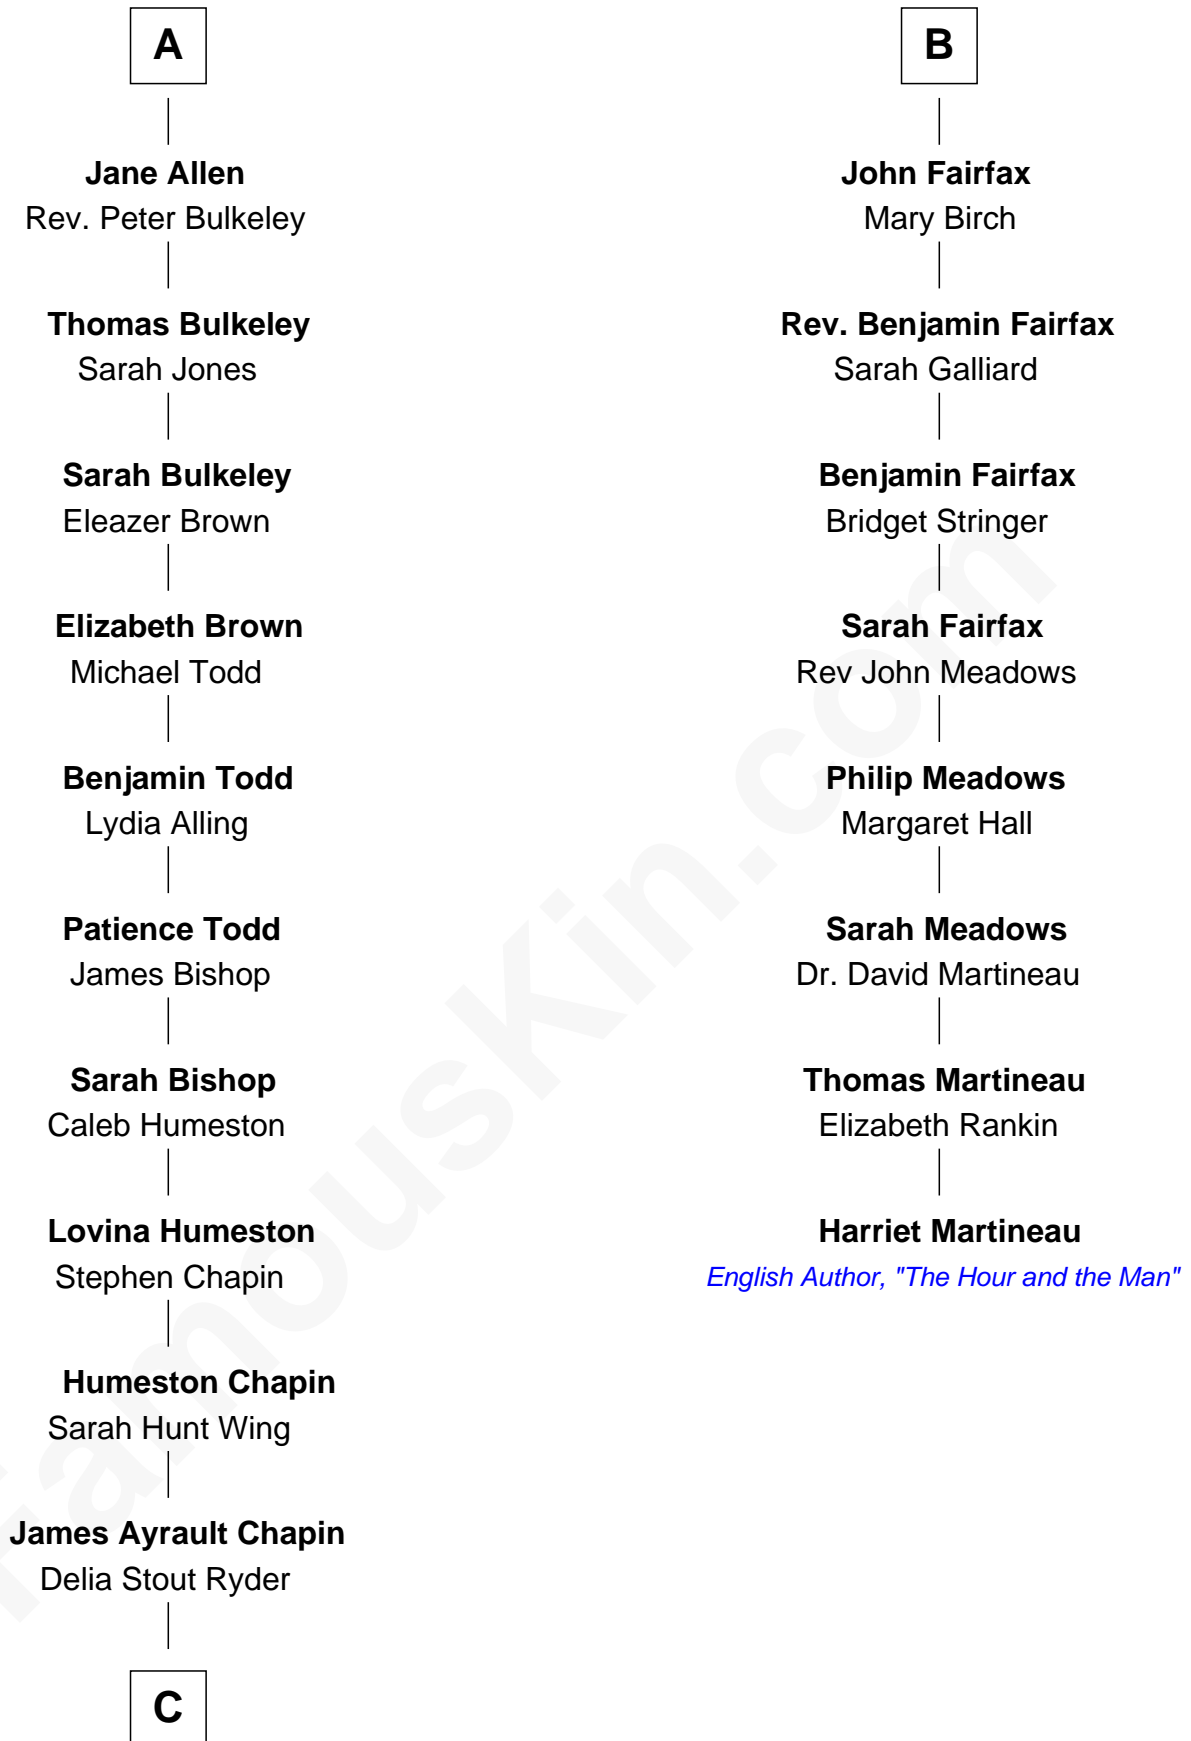 A
Jane Allen
Rev. Peter Bulkeley
Thomas Bulkeley
Sarah Jones
Sarah Bulkeley
Eleazer Brown
Elizabeth Brown
Michael Todd
Benjamin Todd
Lydia Alling
Patience Todd
James Bishop
Sarah Bishop
Caleb Humeston
Lovina Humeston
Stephen Chapin
Humeston Chapin
Sarah Hunt Wing
James Ayrault Chapin
Delia Stout Ryder
C
B
John Fairfax
Mary Birch
Rev. Benjamin Fairfax
Sarah Galliard
Benjamin Fairfax
Bridget Stringer
Sarah Fairfax
Rev John Meadows
Philip Meadows
Margaret Hall
Sarah Meadows
Dr. David Martineau
Thomas Martineau
Elizabeth Rankin
Harriet Martineau
English Author, "The Hour and the Man"
FamousKin.com